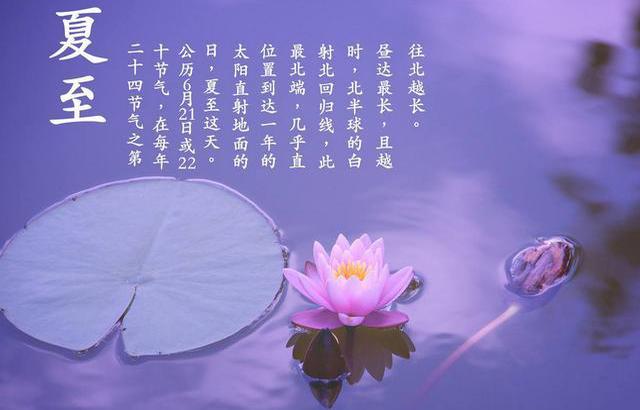 夏至
二十四节气之第
十节气,在每年
公历6月21日或22
日,夏至这天。
太阳直射地面的
位置到达一年的
最北端,几乎直
射北回归线,此
时,北半球的白
昼达最长,且越
往北越长。